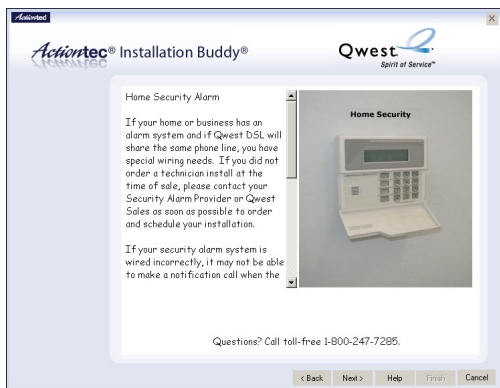 Actiontec
Actiontec® Installation Buddy®
Qwest
Spirit of Service™
Home Security Alarm
If your home or business has an
alarm system and if Qwest DSL will
share the same phone line, you have
special wiring needs. If you did not
order a technician install at the
time of sale, please contact your
Security Alarm Provider or Qwest
Sales as soon as possible to order
and schedule your installation.
If your security alarm system is
wired incorrectly, it may not be able
to make a notification call when the
Home Security
Questions? Call toll-free 1-800-247-7285.
< Back
Next >
Help
Finish
Cancel